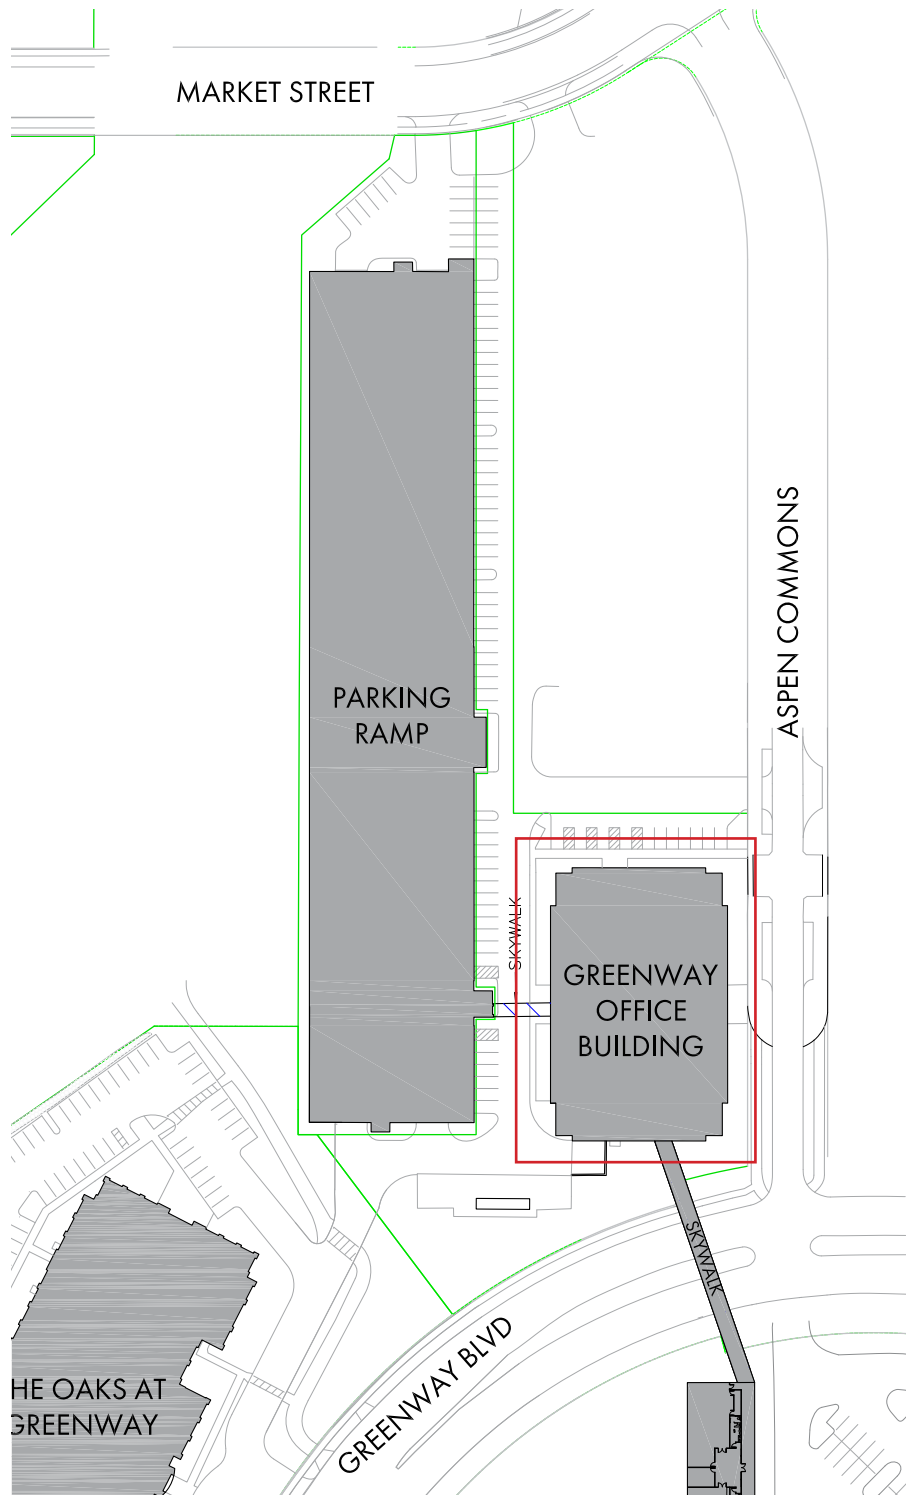 MARKET STREET
ASPEN COMMONS
PARKING
RAMP
SKYWALK
GREENWAY
OFFICE
BUILDING
SKYWALK
GREENWAY BLVD
HE OAKS AT
GREENWAY